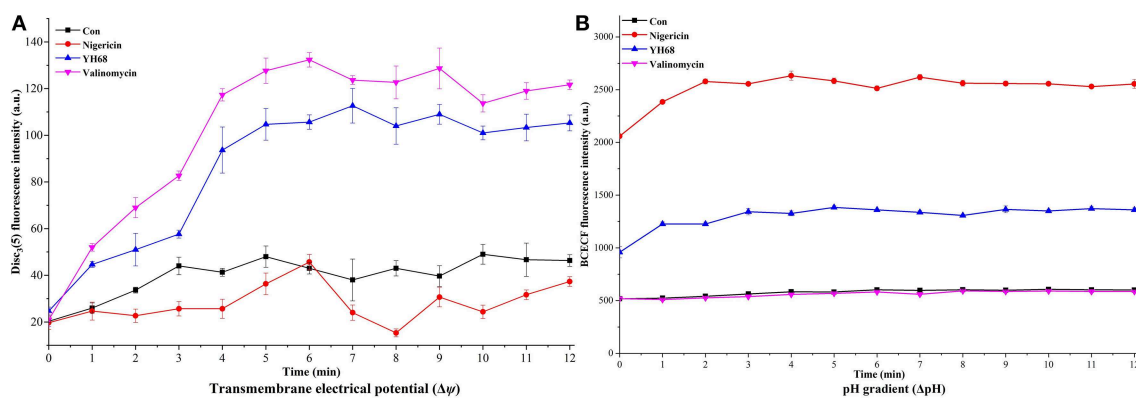 A
Con
Nigericin
YH68
Valinomycin
Disc₃(5) fluorescence intensity (a.u.)
140
120
100
80
60
40
20
0 1 2 3 4 5 6 7 8 9 10 11 12
Time (min)
Transmembrane electrical potential (Δψ)
B
Con
Nigericin
YH68
Valinomycin
BCECF fluorescence intensity (a.u.)
3000
2500
2000
1500
1000
500
0
0 1 2 3 4 5 6 7 8 9 10 11 12
Time (min)
pH gradient (ΔpH)